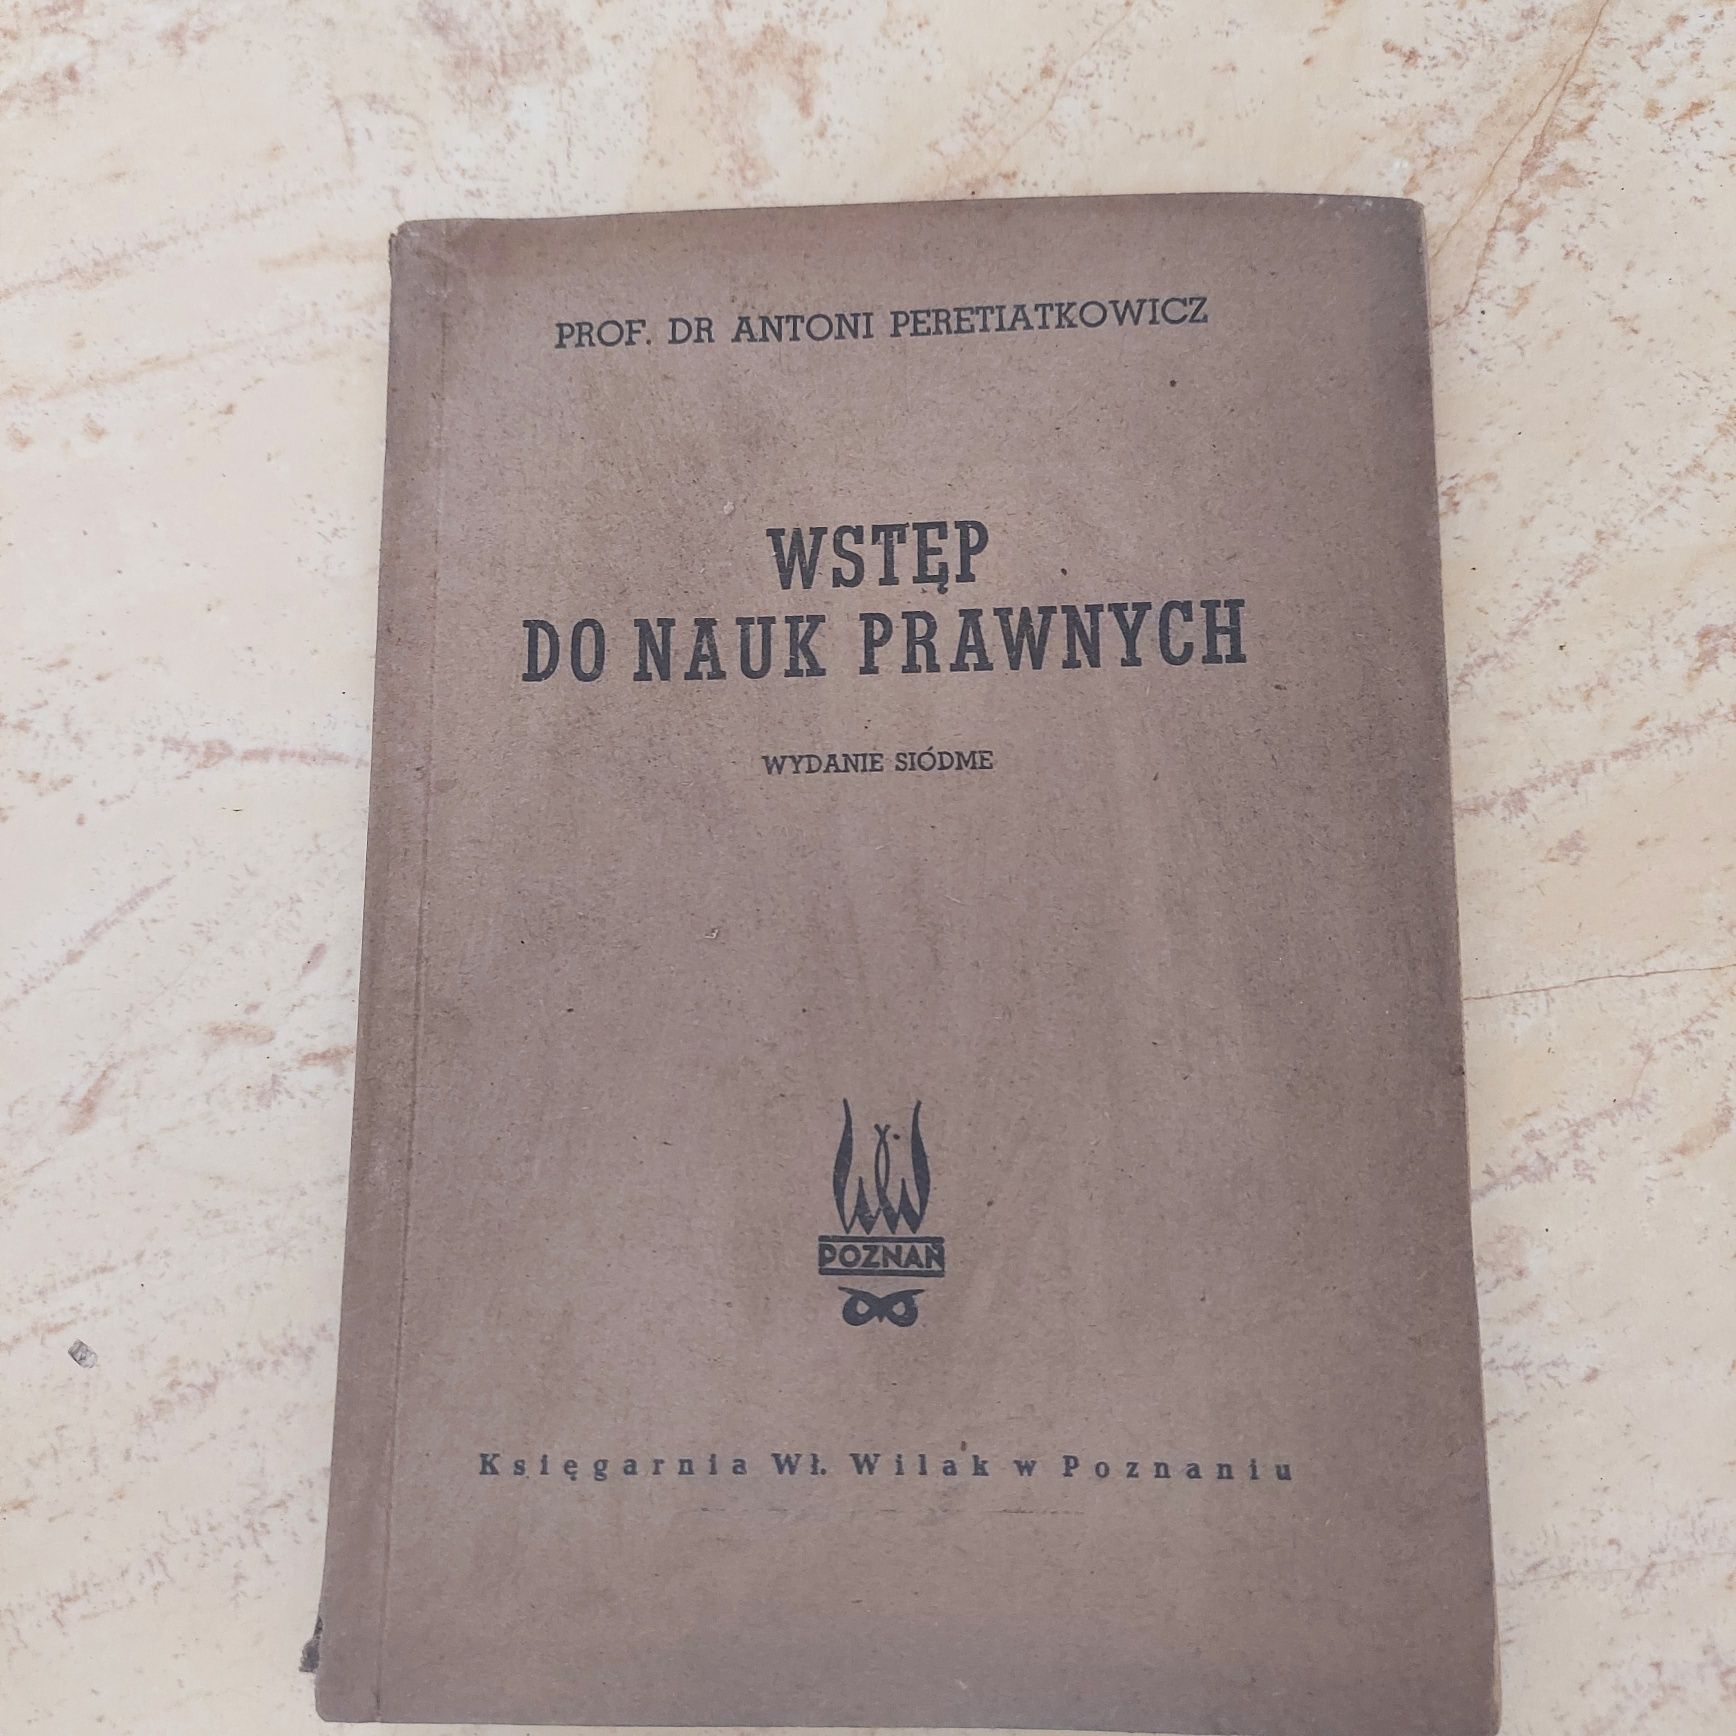 PROF. DR ANTONI PERETIATKOWICZ
WSTĘP
DO NAUK PRAWNYCH
WYDANIE SIÓDME
POZNAŃ
Księgarnia Wł. Wilak w Poznaniu